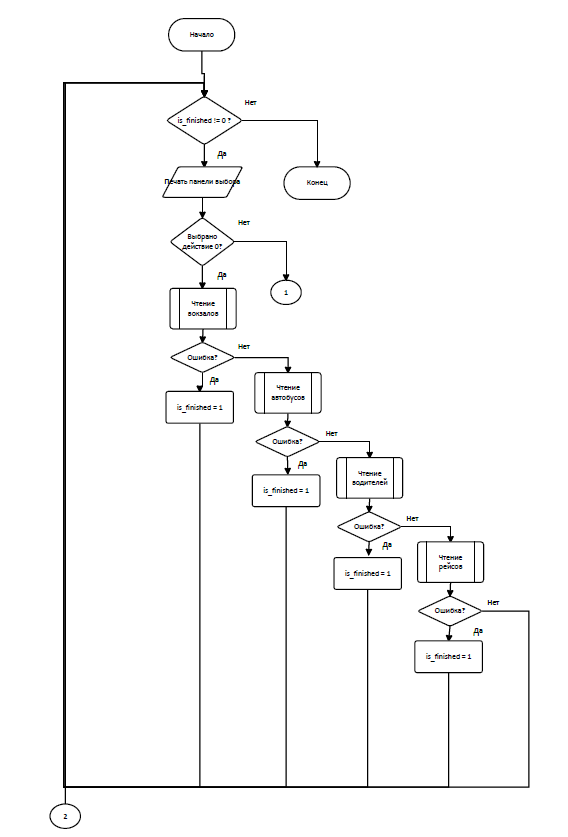 Начало
Нет
is_finished != 0 ?
Да
Печать панели выбора
Конец
Нет
Выбрано
действие 0?
Да
1
Чтение
вокзалов
Нет
Ошибка?
Да
Чтение
автобусов
is_finished = 1
Нет
Ошибка?
Да
Чтение
водителей
is_finished = 1
Нет
Ошибка?
Да
Чтение
рейсов
is_finished = 1
Нет
Ошибка?
Да
is_finished = 1
2